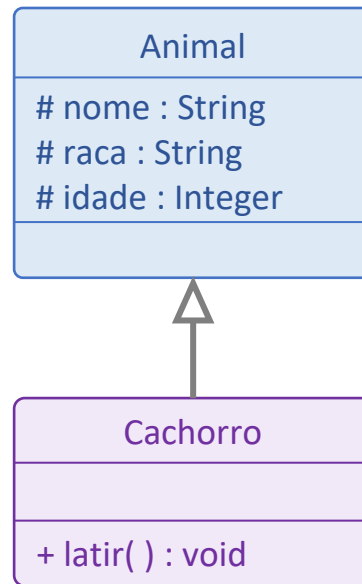 Animal
# nome : String
# raca : String
# idade : Integer
Cachorro
+ latir( ) : void